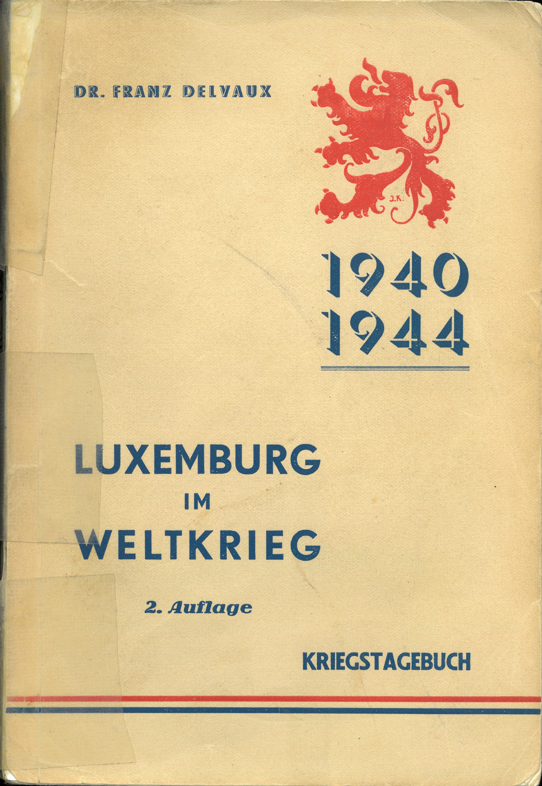 DR. FRANZ DELVAUX
J.K.
1940
1944
LUXEMBURG
IM
WELTKRIEG
2. Auflage
KRIEGSTAGEBUCH